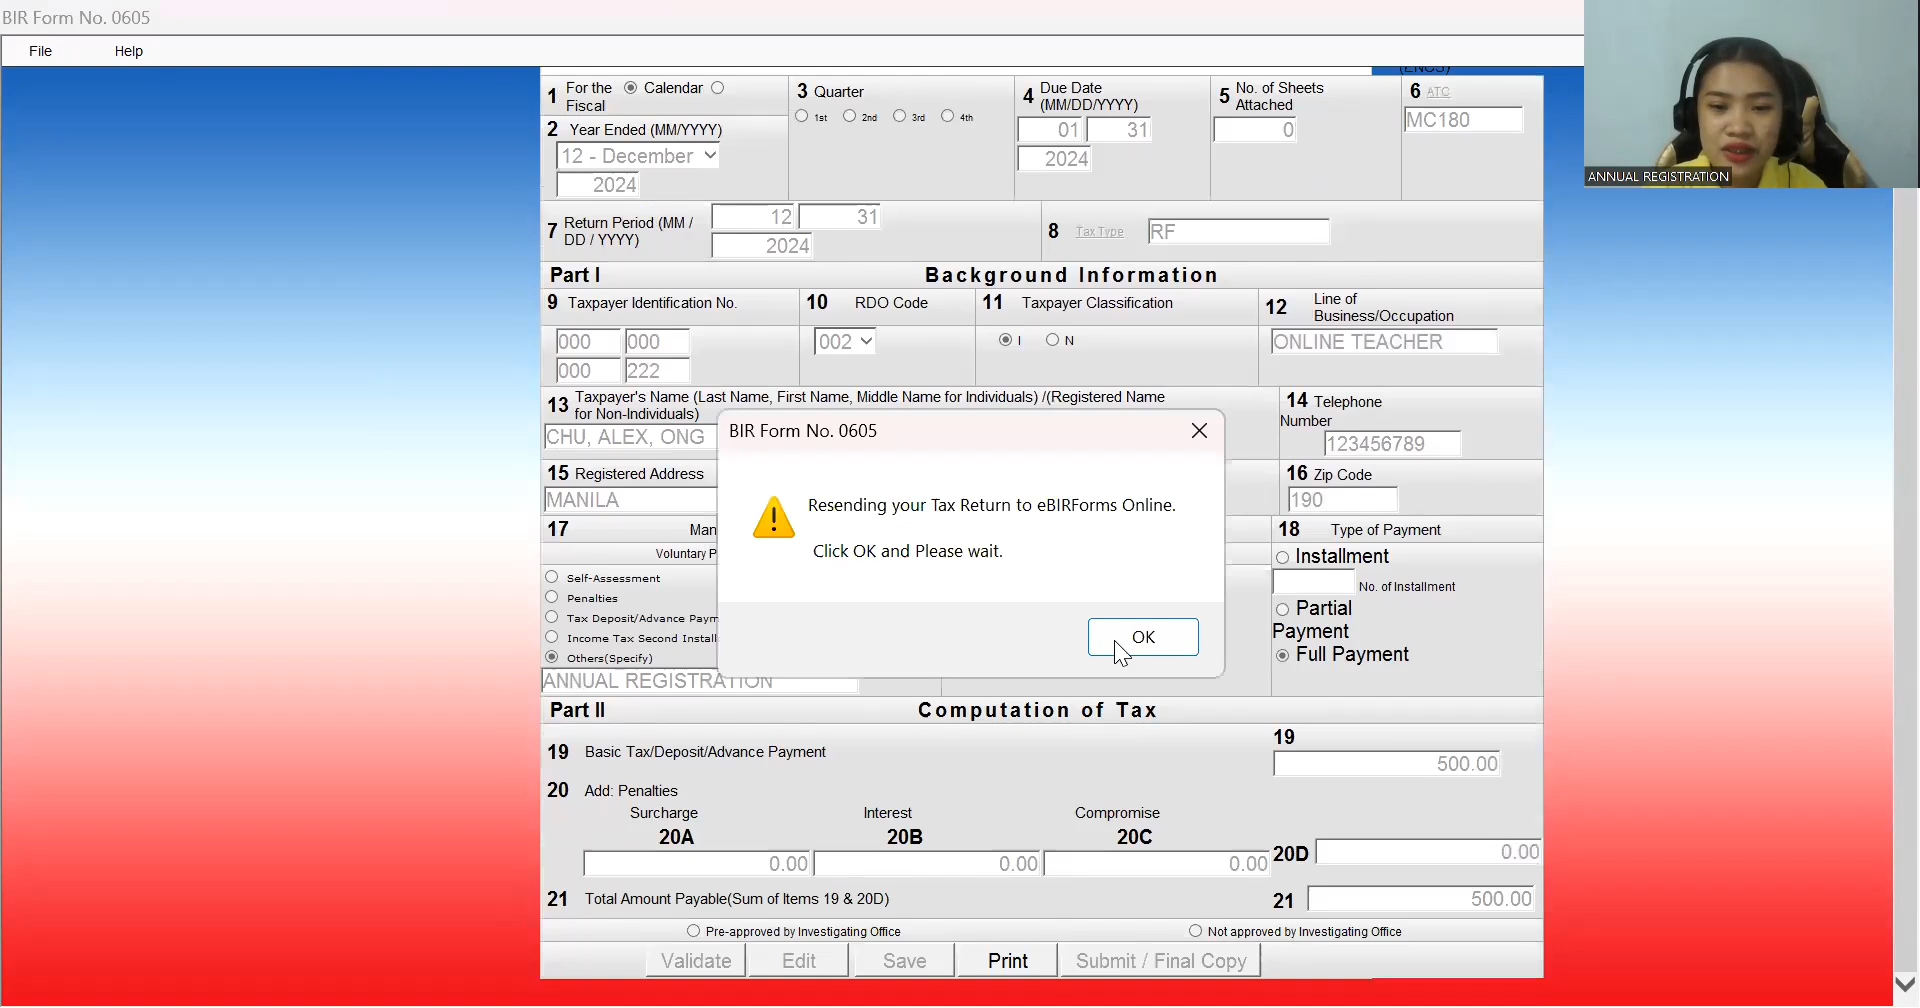 BIR Form No. 0605
File Help
(ENCS)
ANNUAL REGISTRATION
1 For the Calendar
Fiscal
2 Year Ended (MM/YYYY)
12 - December
2024
3 Quarter
1st 2nd 3rd 4th
4 Due Date
(MM/DD/YYYY)
01 31
2024
5 No. of Sheets
Attached
0
6 ATC
MC180
7 Return Period (MM /
DD / YYYY)
12 31
2024
8 Tax Type RF
Part I Background Information
9 Taxpayer Identification No.
000 000
000 222
10 RDO Code
002
11 Taxpayer Classification
I N
12 Line of
Business/Occupation
ONLINE TEACHER
13 Taxpayer's Name (Last Name, First Name, Middle Name for Individuals) /(Registered Name
for Non-Individuals)
CHU, ALEX, ONG
14 Telephone
Number
123456789
15 Registered Address
MANILA
16 Zip Code
190
17 Man
Voluntary P
Self-Assessment
Penalties
Tax Deposit/Advance Paym
Income Tax Second Install
Others(Specify)
ANNUAL REGISTRATION
18 Type of Payment
Installment
No. of Installment
Partial
Payment
Full Payment
BIR Form No. 0605
Resending your Tax Return to eBIRForms Online.
Click OK and Please wait.
OK
Part II Computation of Tax
19 Basic Tax/Deposit/Advance Payment
19
500.00
20 Add: Penalties
Surcharge Interest Compromise
20A 20B 20C
0.00 0.00 0.00
20D 0.00
21 Total Amount Payable(Sum of Items 19 & 20D)
21 500.00
Pre-approved by Investigating Office Not approved by Investigating Office
Validate Edit Save Print Submit / Final Copy